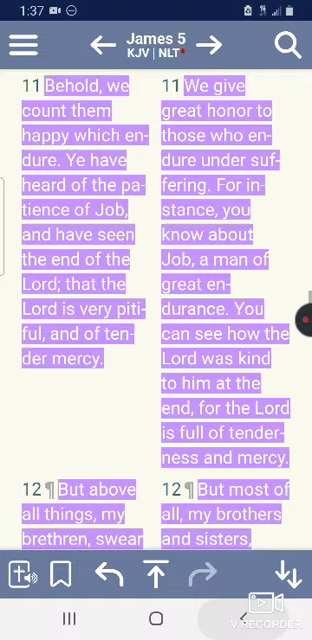 1:37
James 5
KJV | NLT*
11 Behold, we
count them
happy which en-
dure. Ye have
heard of the pa-
tience of Job,
and have seen
the end of the
Lord; that the
Lord is very piti-
ful, and of ten-
der mercy.
12 ¶ But above
all things, my
brethren, swear
11 We give
great honor to
those who en-
dure under suf-
fering. For in-
stance, you
know about
Job, a man of
great en-
durance. You
can see how the
Lord was kind
to him at the
end, for the Lord
is full of tender-
ness and mercy.
12 ¶ But most of
all, my brothers
and sisters,
V RECORDER